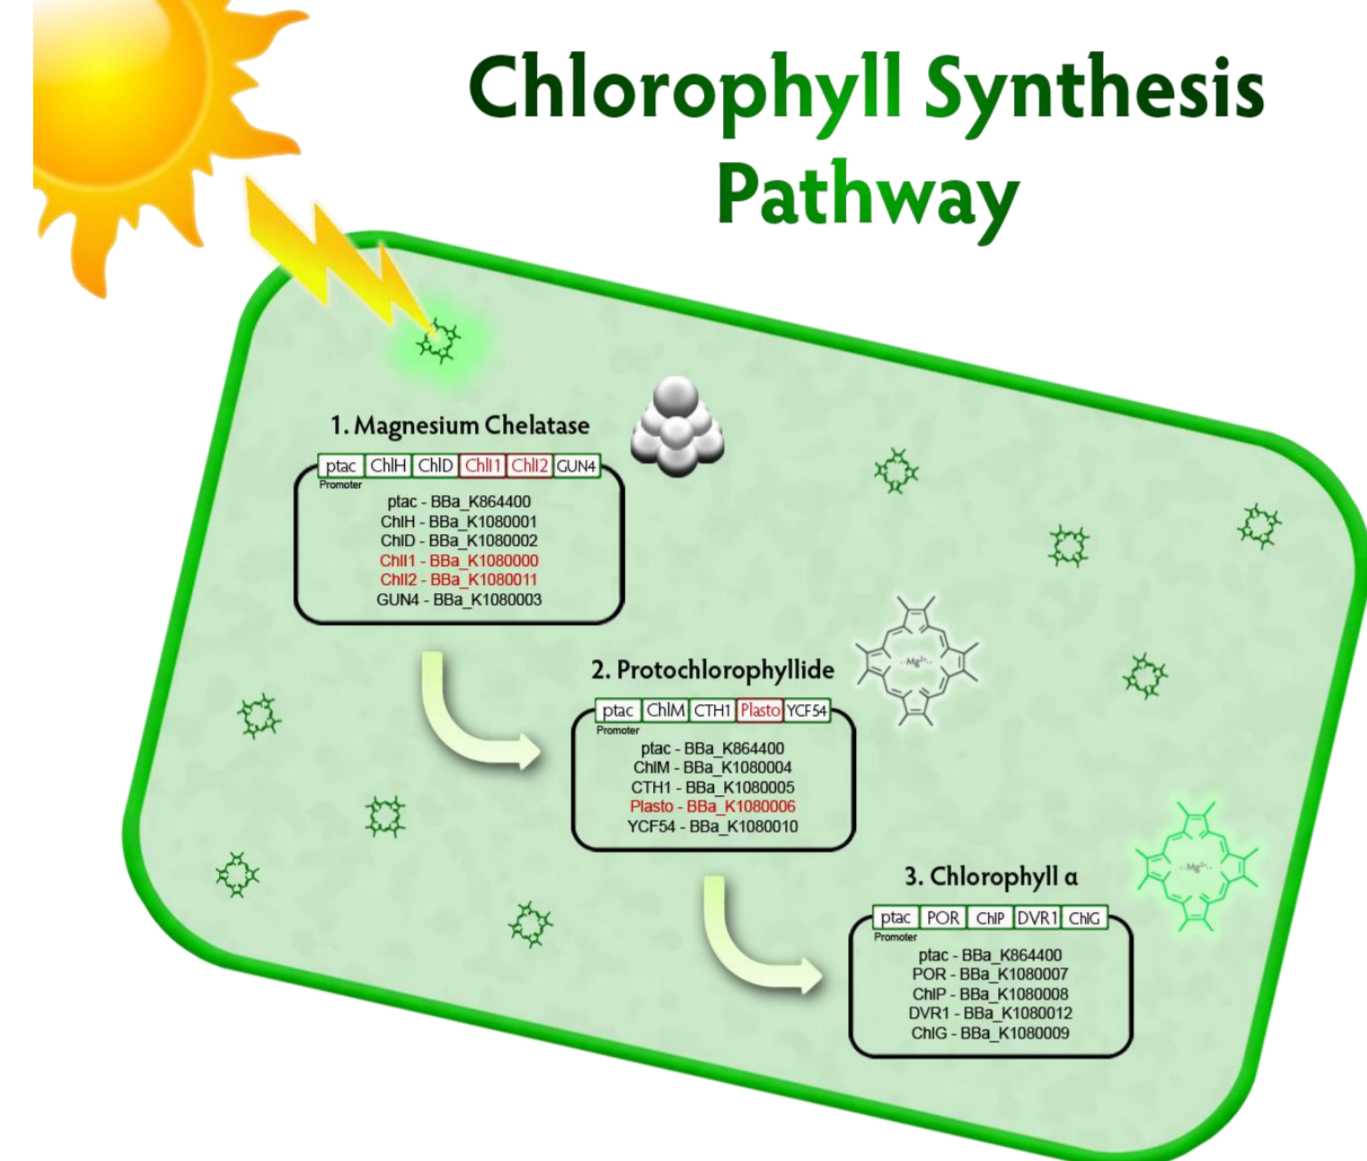 Chlorophyll Synthesis
Pathway
1. Magnesium Chelatase
ptac ChlH ChlD ChlI1 ChlI2 GUN4
Promoter
ptac - BBa_K864400
ChlH - BBa_K1080001
ChlD - BBa_K1080002
ChlI1 - BBa_K1080000
ChlI2 - BBa_K1080011
GUN4 - BBa_K1080003
2. Protochlorophyllide
ptac ChlM CTH1 Plasto YCF54
Promoter
ptac - BBa_K864400
ChlM - BBa_K1080004
CTH1 - BBa_K1080005
Plasto - BBa_K1080006
YCF54 - BBa_K1080010
··Mg²⁺··
3. Chlorophyll α
ptac POR ChlP DVR1 ChlG
Promoter
ptac - BBa_K864400
POR - BBa_K1080007
ChlP - BBa_K1080008
DVR1 - BBa_K1080012
ChlG - BBa_K1080009
··Mg²⁺··